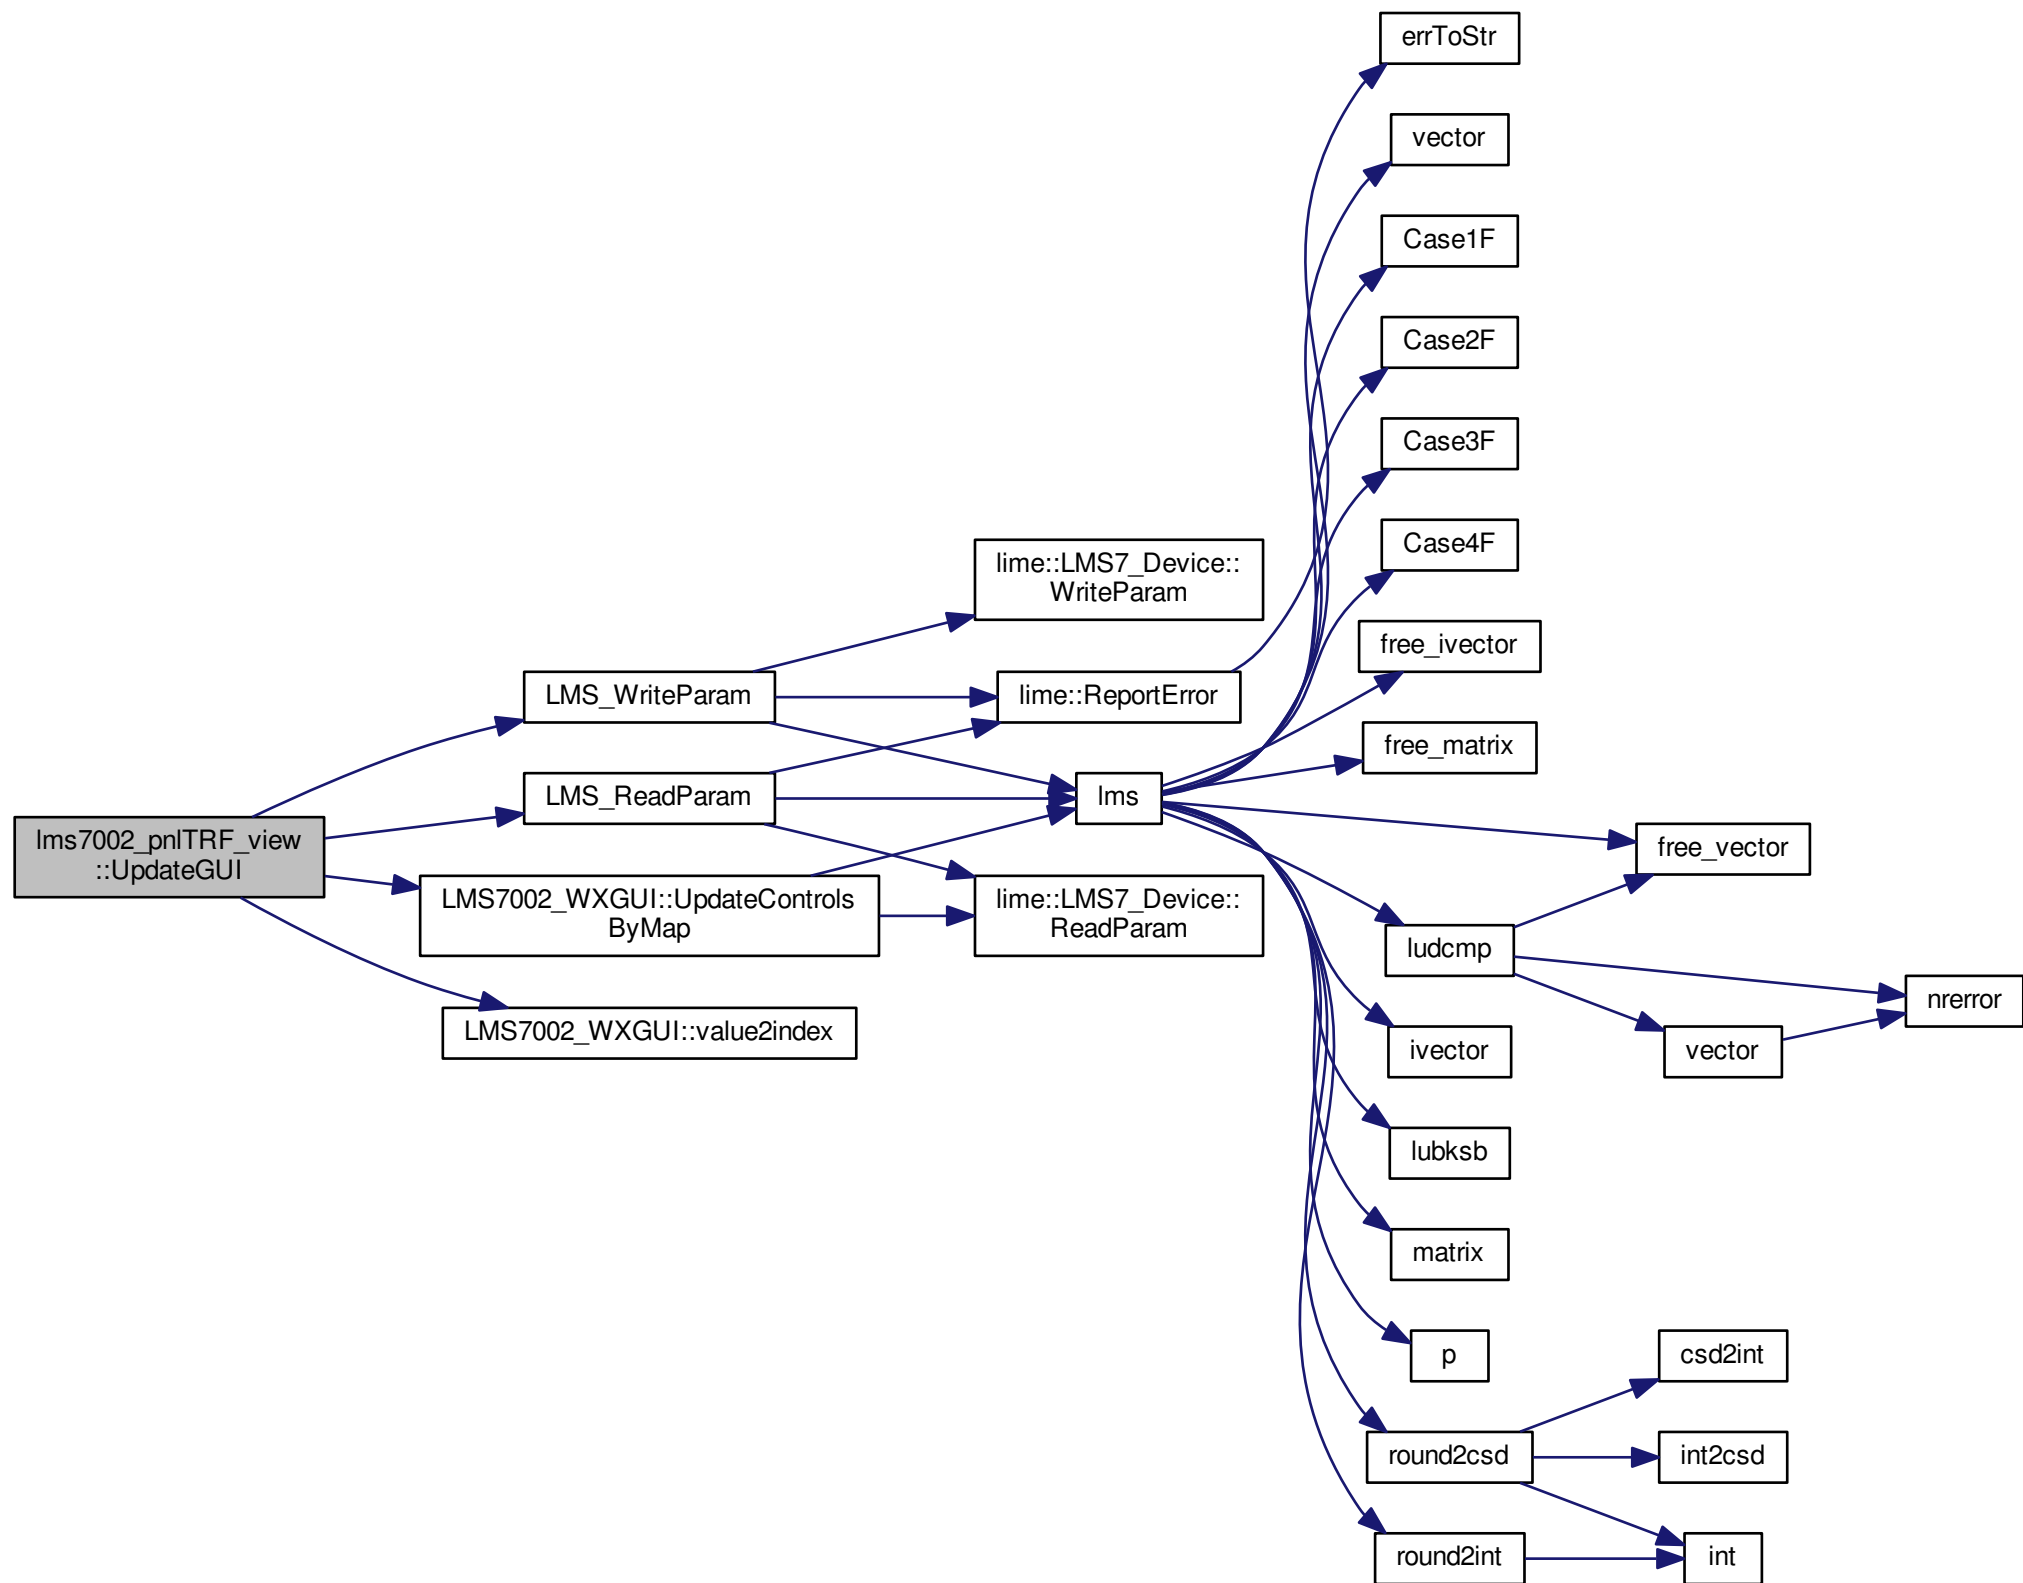 errToStr
vector
Case1F
Case2F
Case3F
Case4F
lime::LMS7_Device::
WriteParam
free_ivector
LMS_WriteParam
lime::ReportError
free_matrix
LMS_ReadParam
lms
lms7002_pnlTRF_view
::UpdateGUI
free_vector
LMS7002_WXGUI::UpdateControls
ByMap
lime::LMS7_Device::
ReadParam
ludcmp
nrerror
LMS7002_WXGUI::value2index
ivector
vector
lubksb
matrix
p
csd2int
round2csd
int2csd
round2int
int